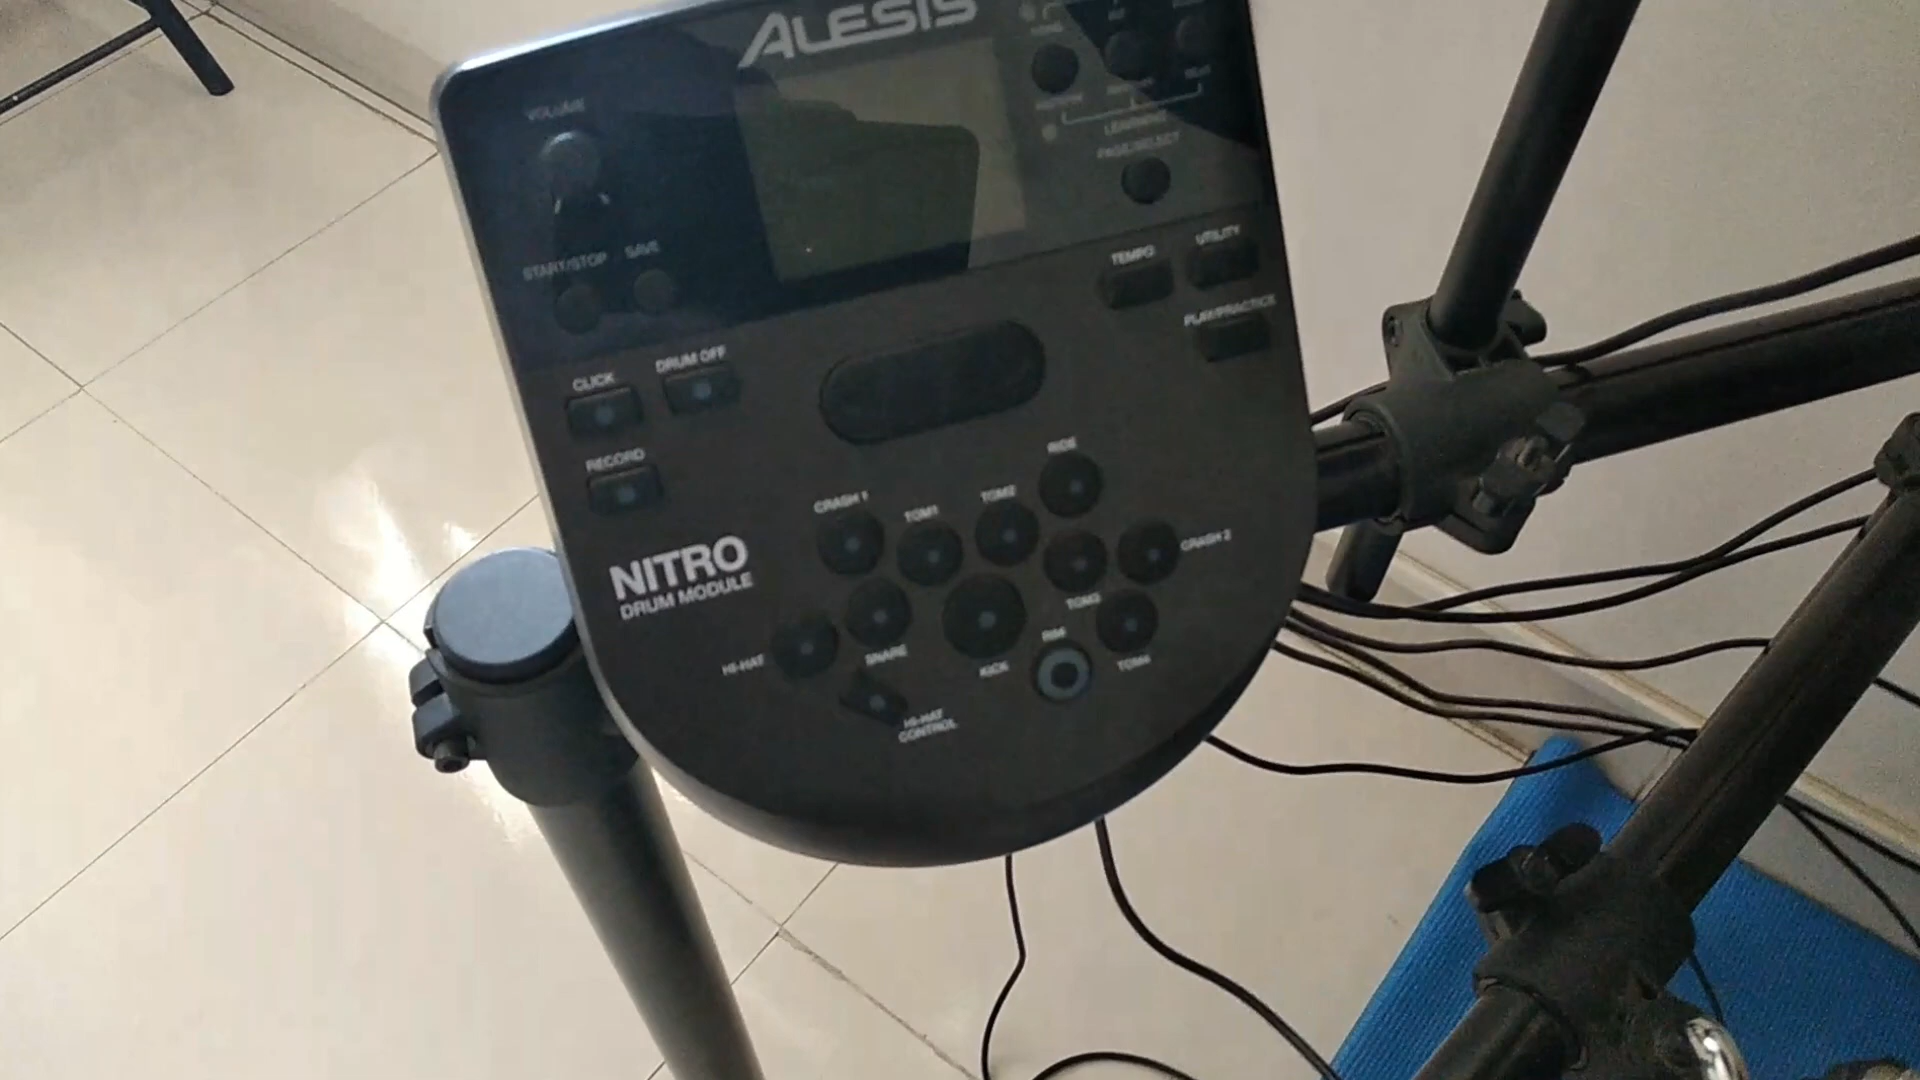 ALESIS
VOLUME
LEARNING
PAGE/SELECT
START/STOP
SAVE
TEMPO
UTILITY
PLAY/PRACTICE
CLICK
DRUM OFF
RECORD
NITRO
DRUM MODULE
CRASH 1
TOM1
TOM2
RIDE
CRASH 2
TOM3
HI-HAT
SNARE
KICK
RIM
TOM4
HI-HAT
CONTROL